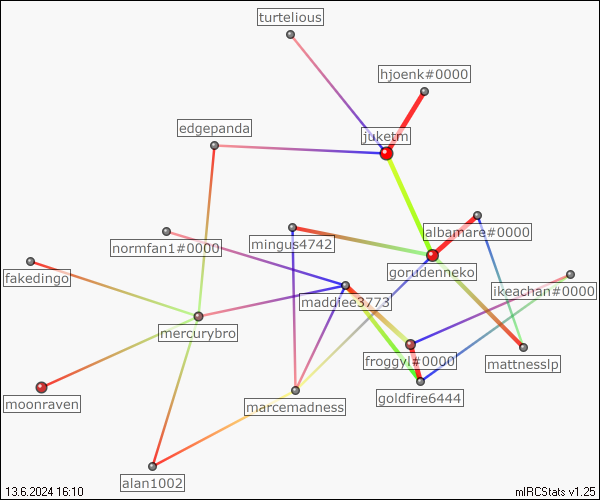 turtelious
hjoenk#0000
juketm
edgepanda
albamare#0000
normfan1#0000
mingus4742
gorudenneko
fakedingo
ikeachan#0000
maddiee3773
mercurybro
froggyl#0000
mattnesslp
goldfire6444
moonraven
marcemadness
alan1002
13.6.2024 16:10
mIRCStats v1.25